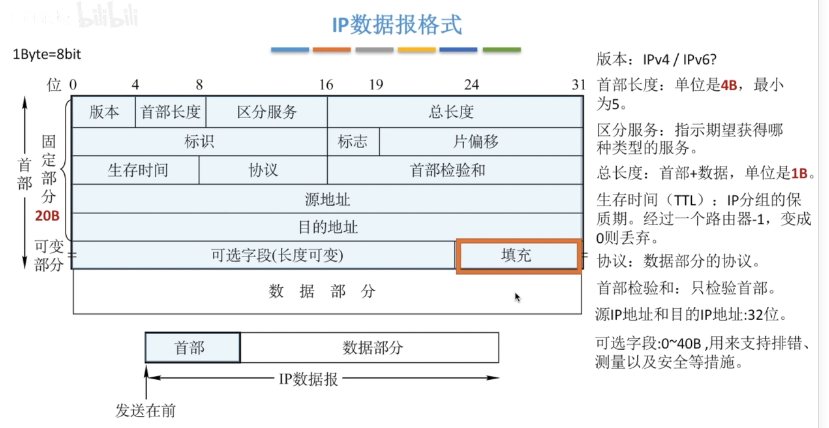 bilibili
IP数据报格式
1Byte=8bit
位 0 4 8 16 19 24 31
版本 首部长度 区分服务 总长度
标识 标志 片偏移
生存时间 协议 首部检验和
源地址
目的地址
可选字段(长度可变) 填充
数据部分
首部
固定部分
20B
可变部分
首部 数据部分
IP数据报
发送在前
版本：IPv4 / IPv6?
首部长度：单位是4B，最小
为5。
区分服务：指示期望获得哪
种类型的服务。
总长度：首部+数据，单位是1B。
生存时间（TTL）：IP分组的保
质期。经过一个路由器-1，变成
0则丢弃。
协议：数据部分的协议。
首部检验和：只检验首部。
源IP地址和目的IP地址:32位。
可选字段:0~40B ,用来支持排错、
测量以及安全等措施。